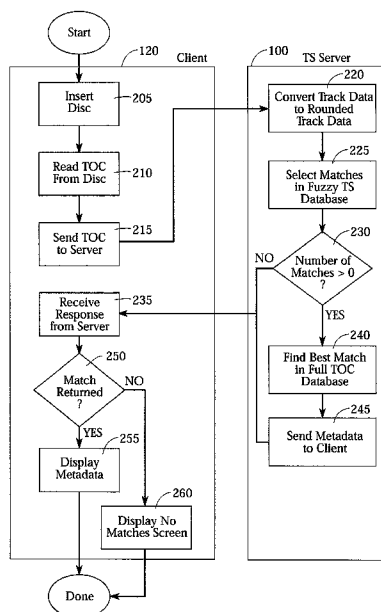 Start
120
Client
Insert
Disc
205
Read TOC
From Disc
210
Send TOC
to Server
215
Receive
Response
from Server
235
250
Match
Returned
?
NO
YES
255
Display
Metadata
260
Display No
Matches Screen
Done
100
TS Server
220
Convert Track
Data to Rounded
Track Data
225
Select Matches
in Fuzzy TS
Database
230
Number of
Matches > 0
?
NO
YES
240
Find Best Match
in Full TOC
Database
245
Send Metadata
to Client